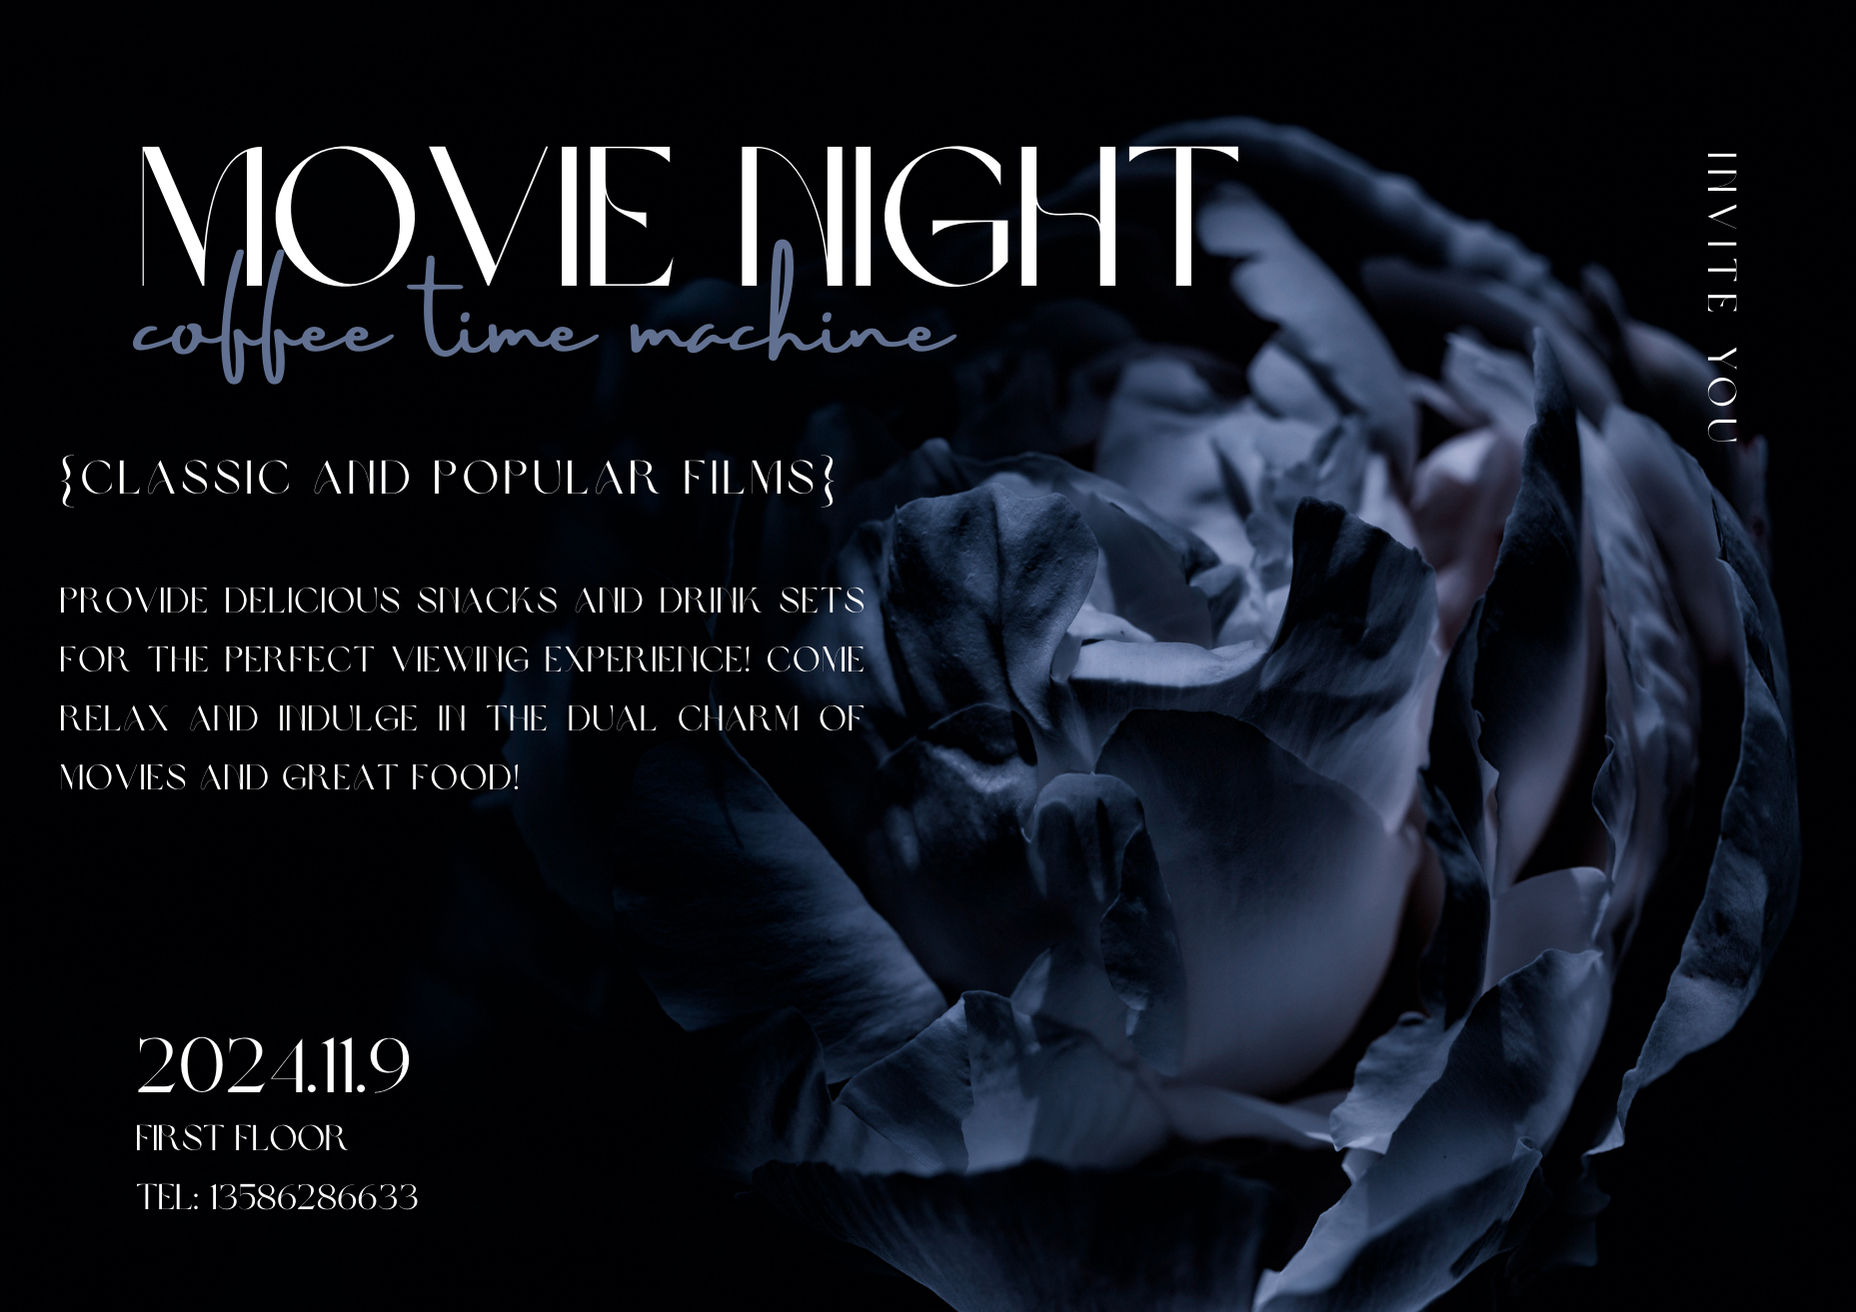 MOVIE NIGHT
coffee time machine
INVITE YOU
{CLASSIC AND POPULAR FILMS}
PROVIDE DELICIOUS SNACKS AND DRINK SETS
FOR THE PERFECT VIEWING EXPERIENCE! COME
RELAX AND INDULGE IN THE DUAL CHARM OF
MOVIES AND GREAT FOOD!
2024.11.9
FIRST FLOOR
TEL: 13586286633